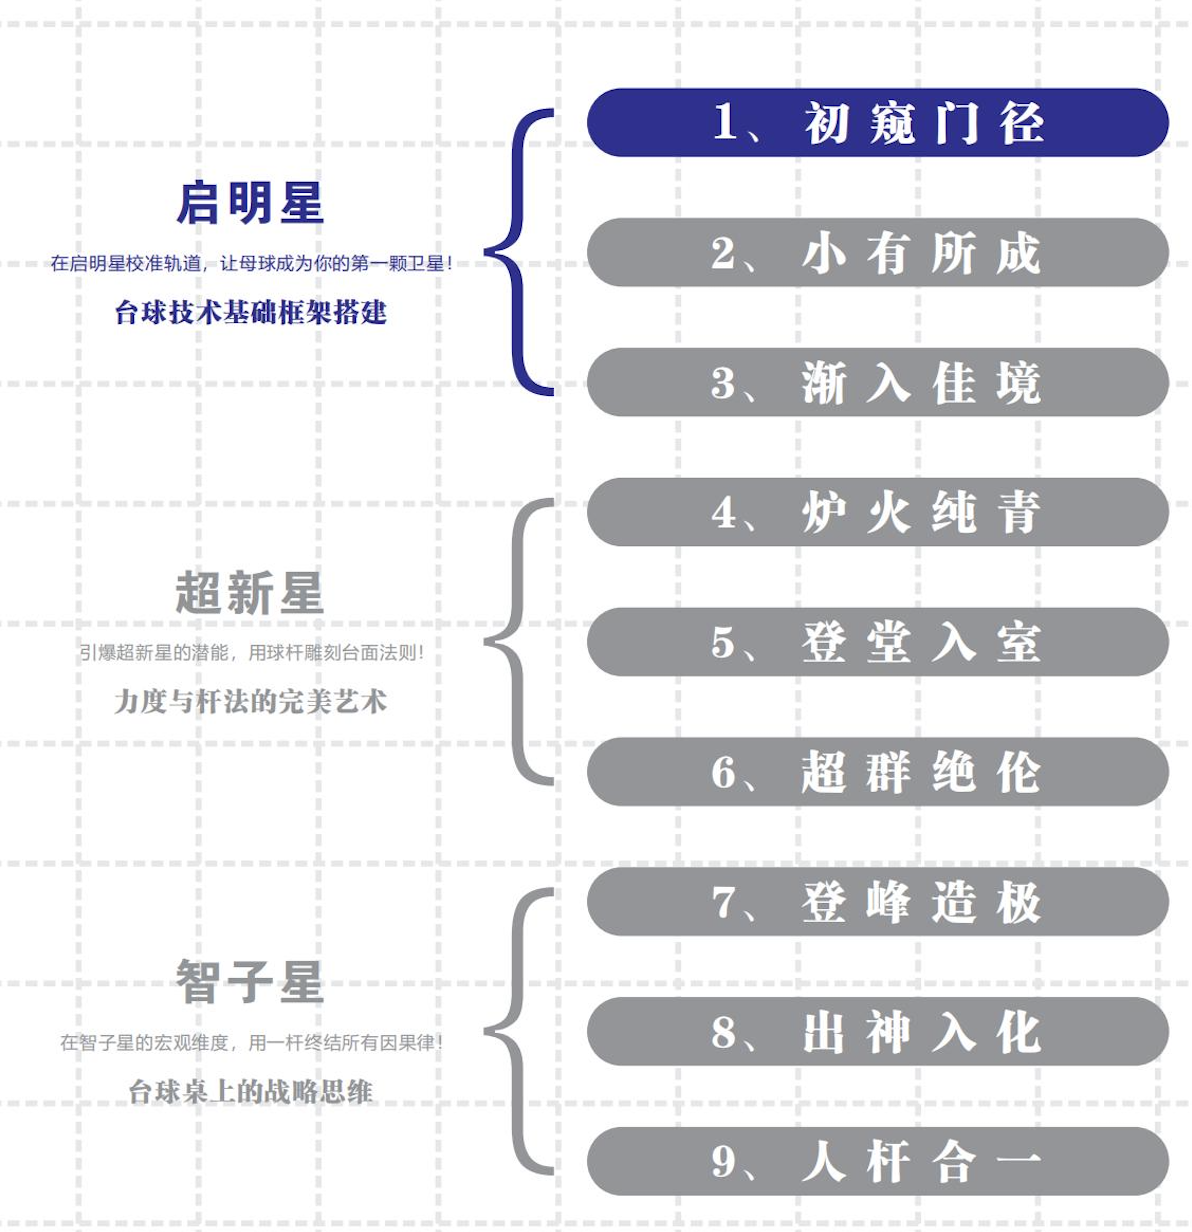 启明星
在启明星校准轨道，让母球成为你的第一颗卫星！
台球技术基础框架搭建
1、初窥门径
2、小有所成
3、渐入佳境
超新星
引爆超新星的潜能，用球杆雕刻台面法则！
力度与杆法的完美艺术
4、炉火纯青
5、登堂入室
6、超群绝伦
智子星
在智子星的宏观维度，用一杆终结所有因果律！
台球桌上的战略思维
7、登峰造极
8、出神入化
9、人杆合一